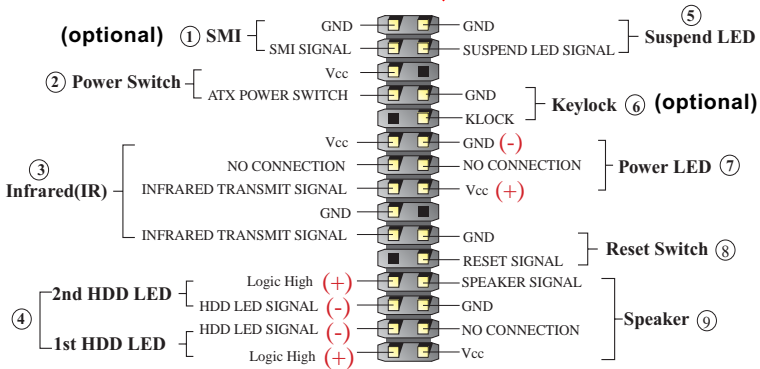 (optional) ① SMI
GND
SMI SIGNAL
② Power Switch
Vcc
ATX POWER SWITCH
③
Infrared(IR)
Vcc
NO CONNECTION
INFRARED TRANSMIT SIGNAL
GND
INFRARED TRANSMIT SIGNAL
④
2nd HDD LED
Logic High (+)
HDD LED SIGNAL (-)
1st HDD LED
HDD LED SIGNAL (-)
Logic High (+)
GND
SUSPEND LED SIGNAL
⑤
Suspend LED
GND
KLOCK
Keylock ⑥ (optional)
GND (-)
NO CONNECTION
Vcc (+)
Power LED ⑦
GND
RESET SIGNAL
Reset Switch ⑧
SPEAKER SIGNAL
GND
NO CONNECTION
Vcc
Speaker ⑨